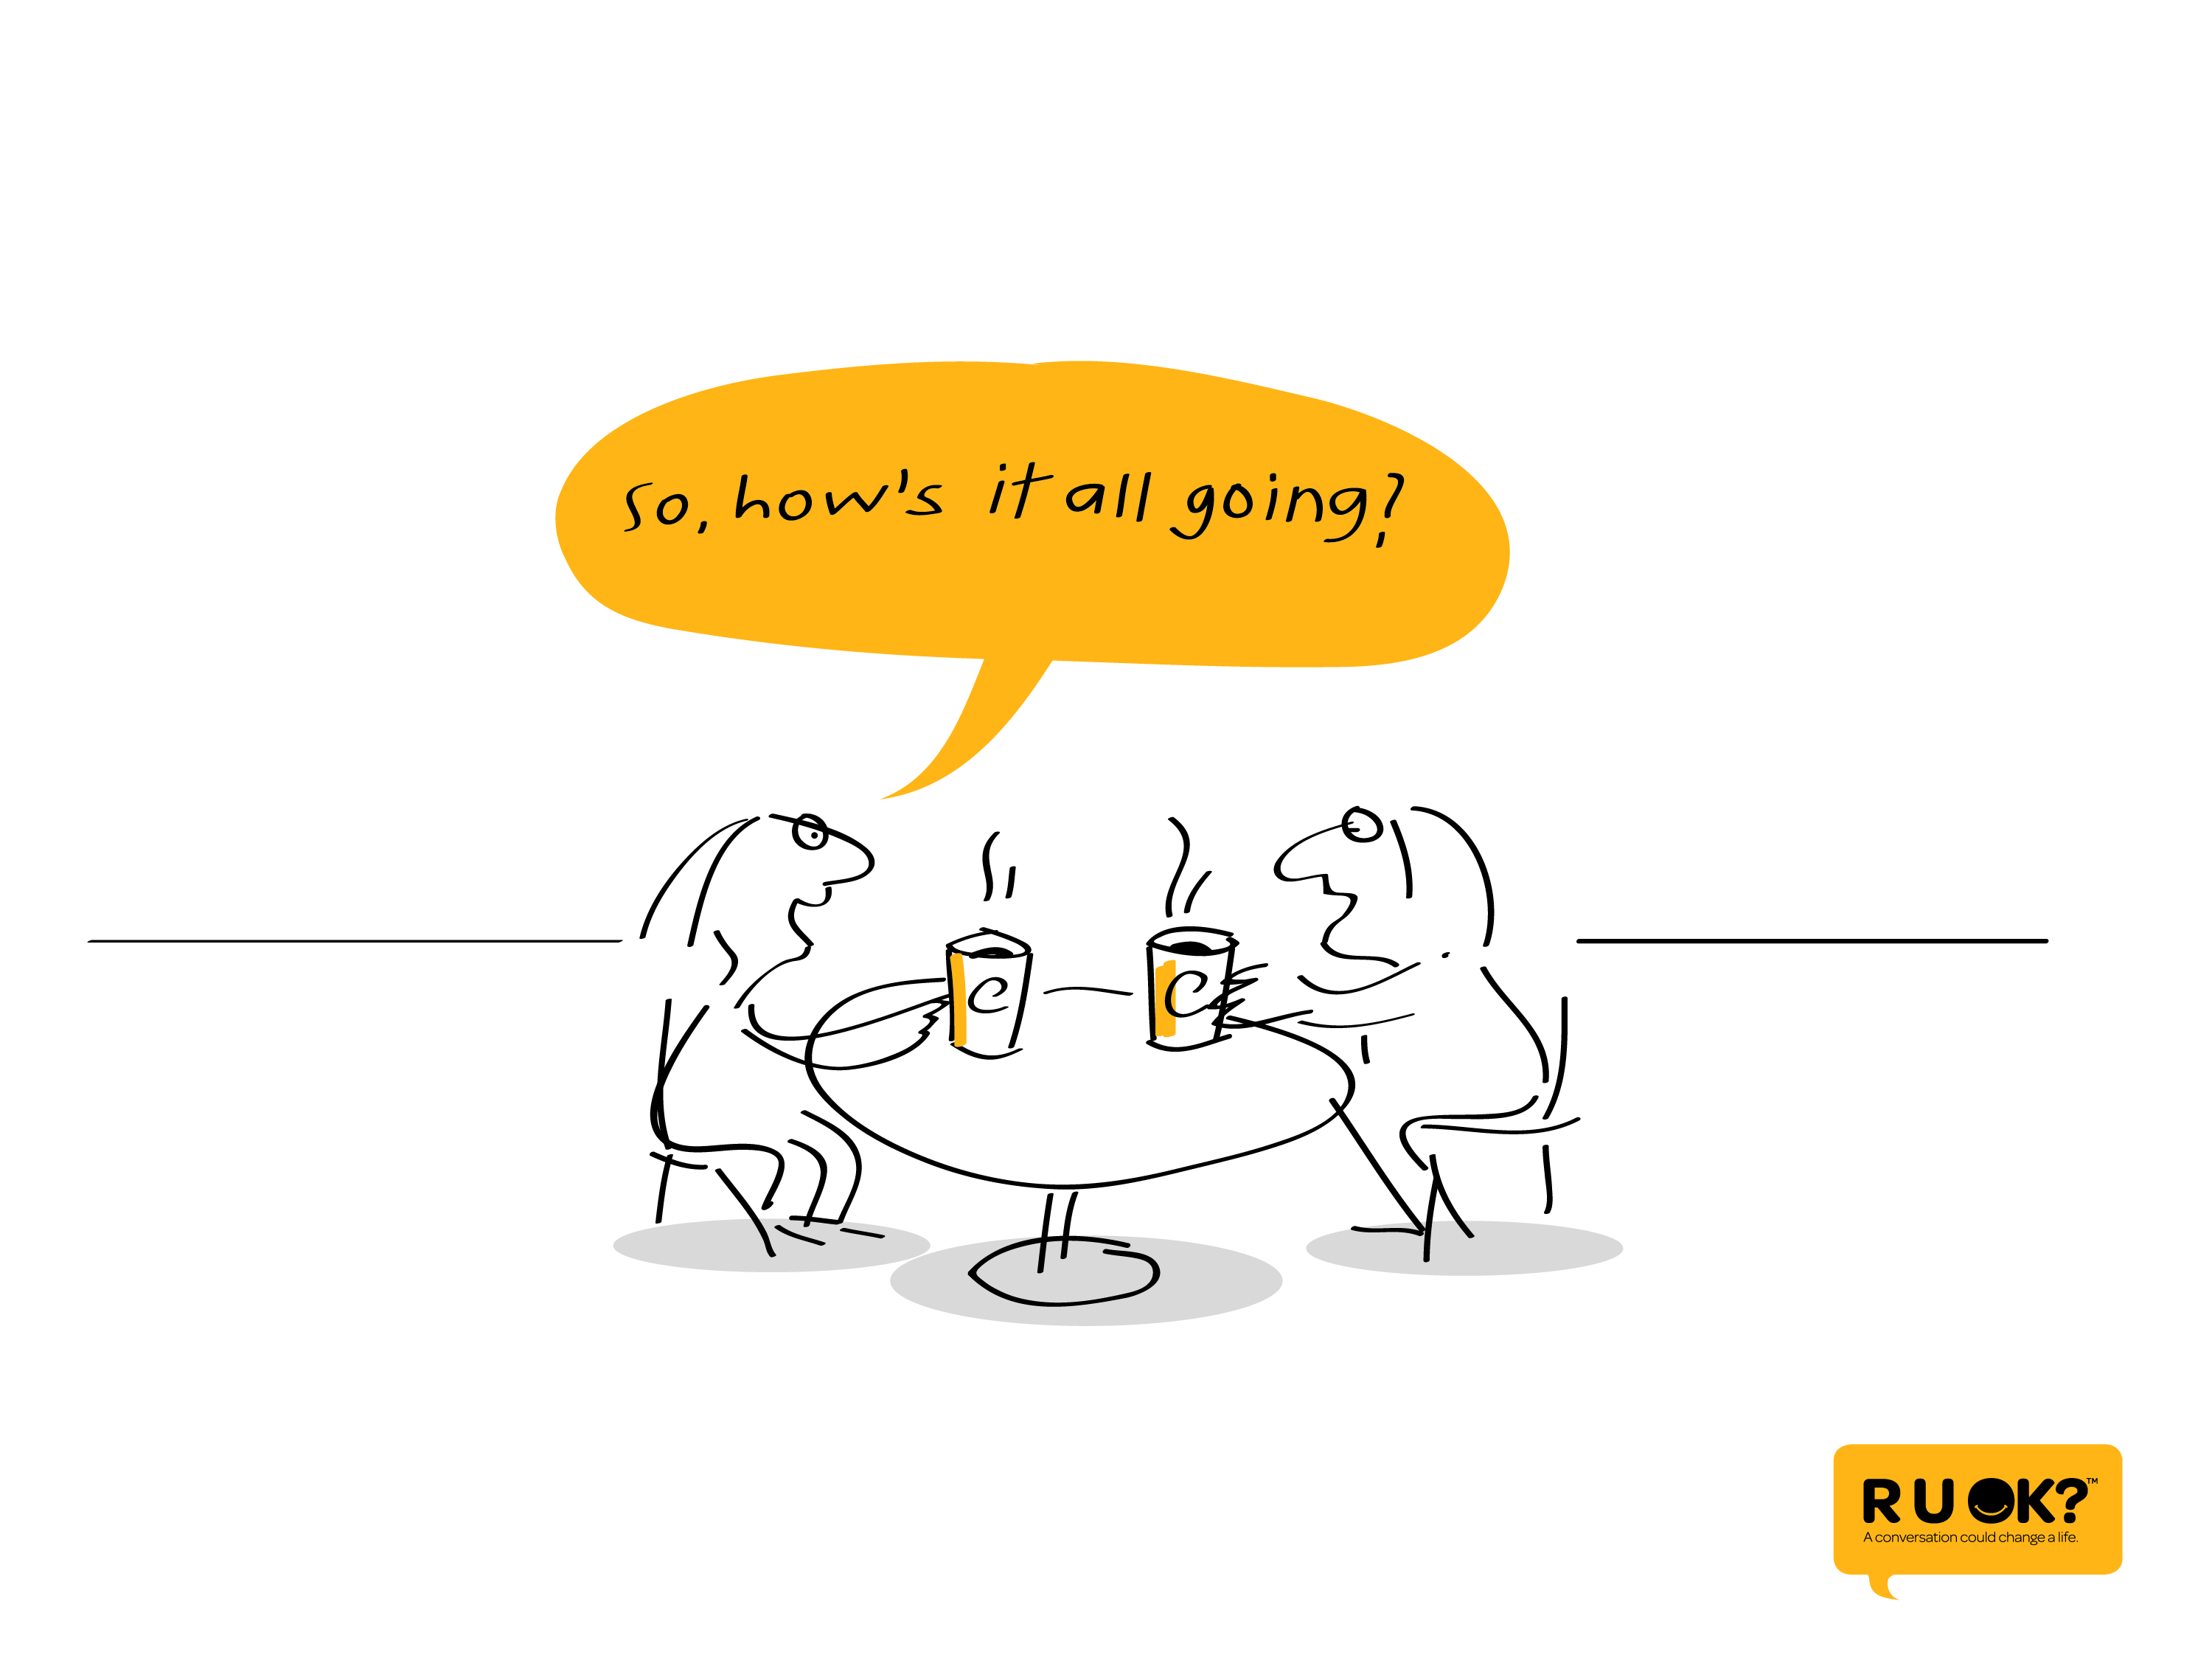 So, how's it all going?
R U OK?™
A conversation could change a life.